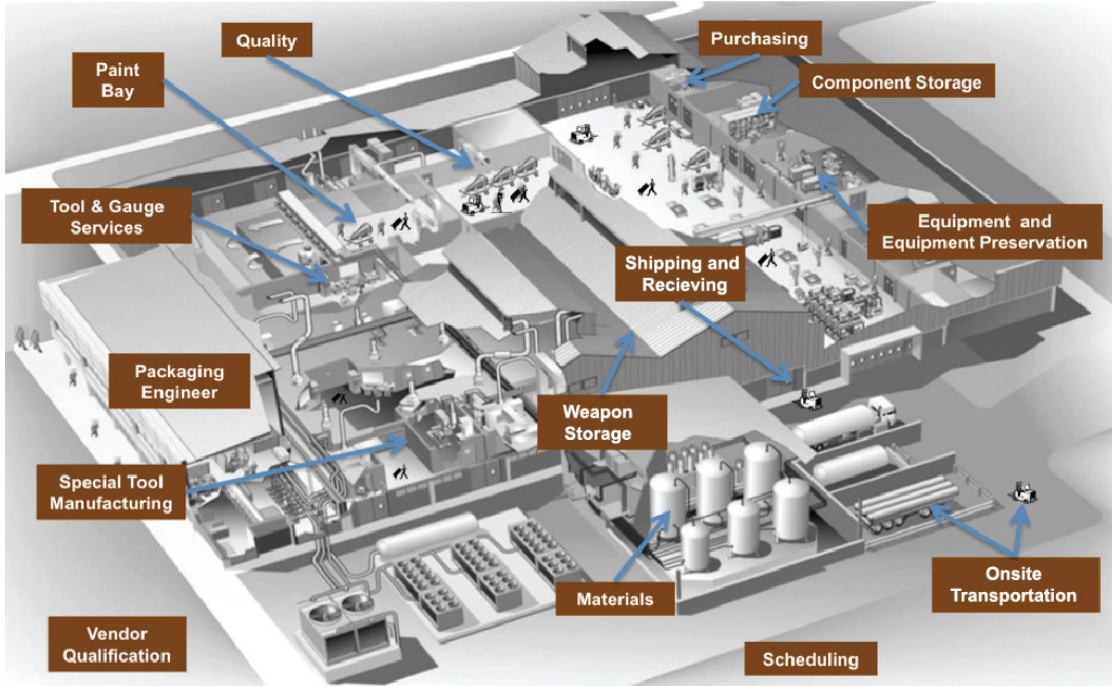 Quality
Purchasing
Paint
Bay
Component Storage
Tool & Gauge
Services
Equipment and
Equipment Preservation
Shipping and
Recieving
Packaging
Engineer
Weapon
Storage
Special Tool
Manufacturing
Materials
Onsite
Transportation
Vendor
Qualification
Scheduling